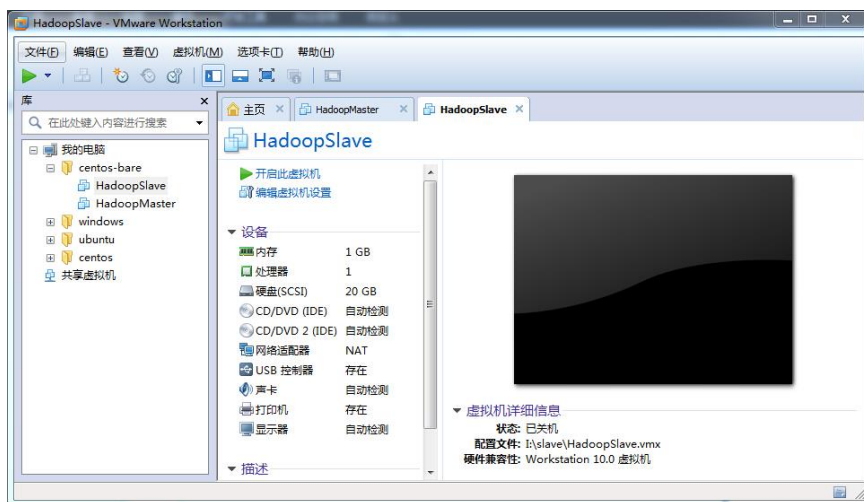 HadoopSlave - VMware Workstation
文件(F) 编辑(E) 查看(V) 虚拟机(M) 选项卡(T) 帮助(H)
库
在此处键入内容进行搜索
我的电脑
centos-bare
HadoopSlave
HadoopMaster
windows
ubuntu
centos
共享虚拟机
主页 HadoopMaster HadoopSlave
HadoopSlave
开启此虚拟机
编辑虚拟机设置
设备
内存 1 GB
处理器 1
硬盘(SCSI) 20 GB
CD/DVD (IDE) 自动检测
CD/DVD 2 (IDE) 自动检测
网络适配器 NAT
USB 控制器 存在
声卡 自动检测
打印机 存在
显示器 自动检测
描述
虚拟机详细信息
状态: 已关机
配置文件: I:\slave\HadoopSlave.vmx
硬件兼容性: Workstation 10.0 虚拟机